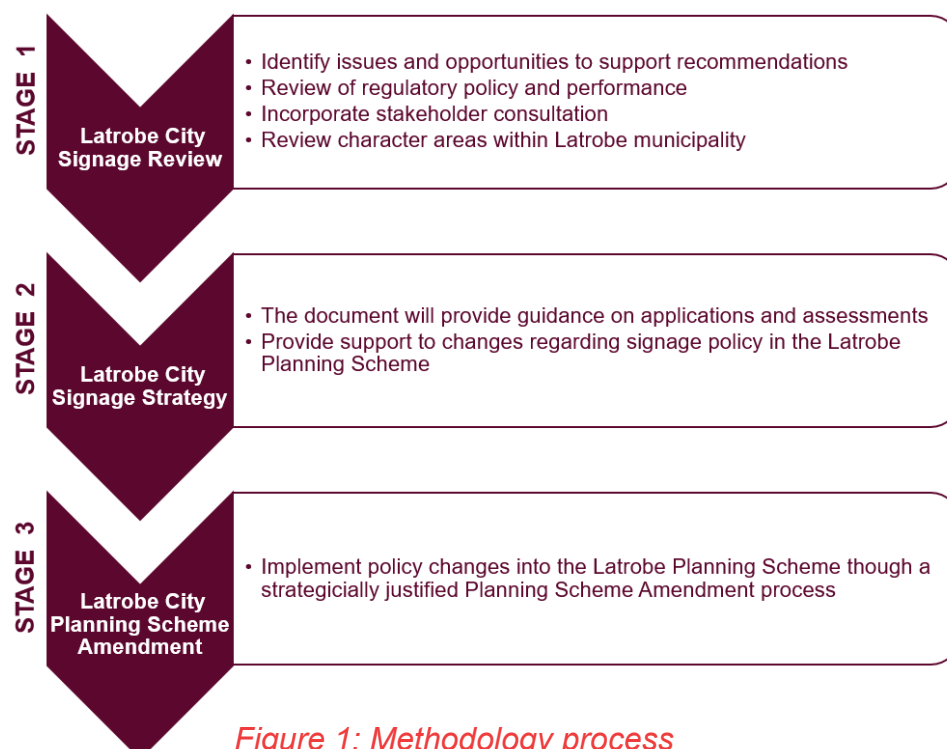 STAGE 1
Latrobe City
Signage Review
• Identify issues and opportunities to support recommendations
• Review of regulatory policy and performance
• Incorporate stakeholder consultation
• Review character areas within Latrobe municipality
STAGE 2
Latrobe City
Signage Strategy
• The document will provide guidance on applications and assessments
• Provide support to changes regarding signage policy in the Latrobe
Planning Scheme
STAGE 3
Latrobe City
Planning Scheme
Amendment
• Implement policy changes into the Latrobe Planning Scheme though a
strategicially justified Planning Scheme Amendment process
Figure 1: Methodology process